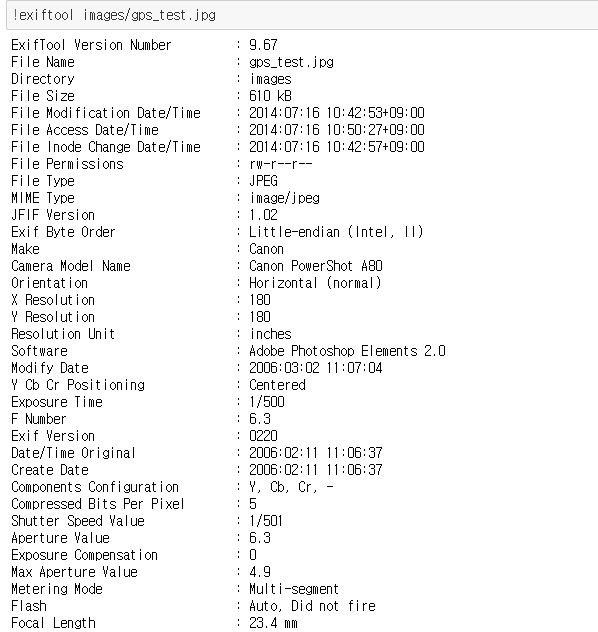 !exiftool images/gps_test.jpg
ExifTool Version Number : 9.67
File Name : gps_test.jpg
Directory : images
File Size : 610 kB
File Modification Date/Time : 2014:07:16 10:42:53+09:00
File Access Date/Time : 2014:07:16 10:50:27+09:00
File Inode Change Date/Time : 2014:07:16 10:42:57+09:00
File Permissions : rw-r--r--
File Type : JPEG
MIME Type : image/jpeg
JFIF Version : 1.02
Exif Byte Order : Little-endian (Intel, II)
Make : Canon
Camera Model Name : Canon PowerShot A80
Orientation : Horizontal (normal)
X Resolution : 180
Y Resolution : 180
Resolution Unit : inches
Software : Adobe Photoshop Elements 2.0
Modify Date : 2006:03:02 11:07:04
Y Cb Cr Positioning : Centered
Exposure Time : 1/500
F Number : 6.3
Exif Version : 0220
Date/Time Original : 2006:02:11 11:06:37
Create Date : 2006:02:11 11:06:37
Components Configuration : Y, Cb, Cr, -
Compressed Bits Per Pixel : 5
Shutter Speed Value : 1/501
Aperture Value : 6.3
Exposure Compensation : 0
Max Aperture Value : 4.9
Metering Mode : Multi-segment
Flash : Auto, Did not fire
Focal Length : 23.4 mm